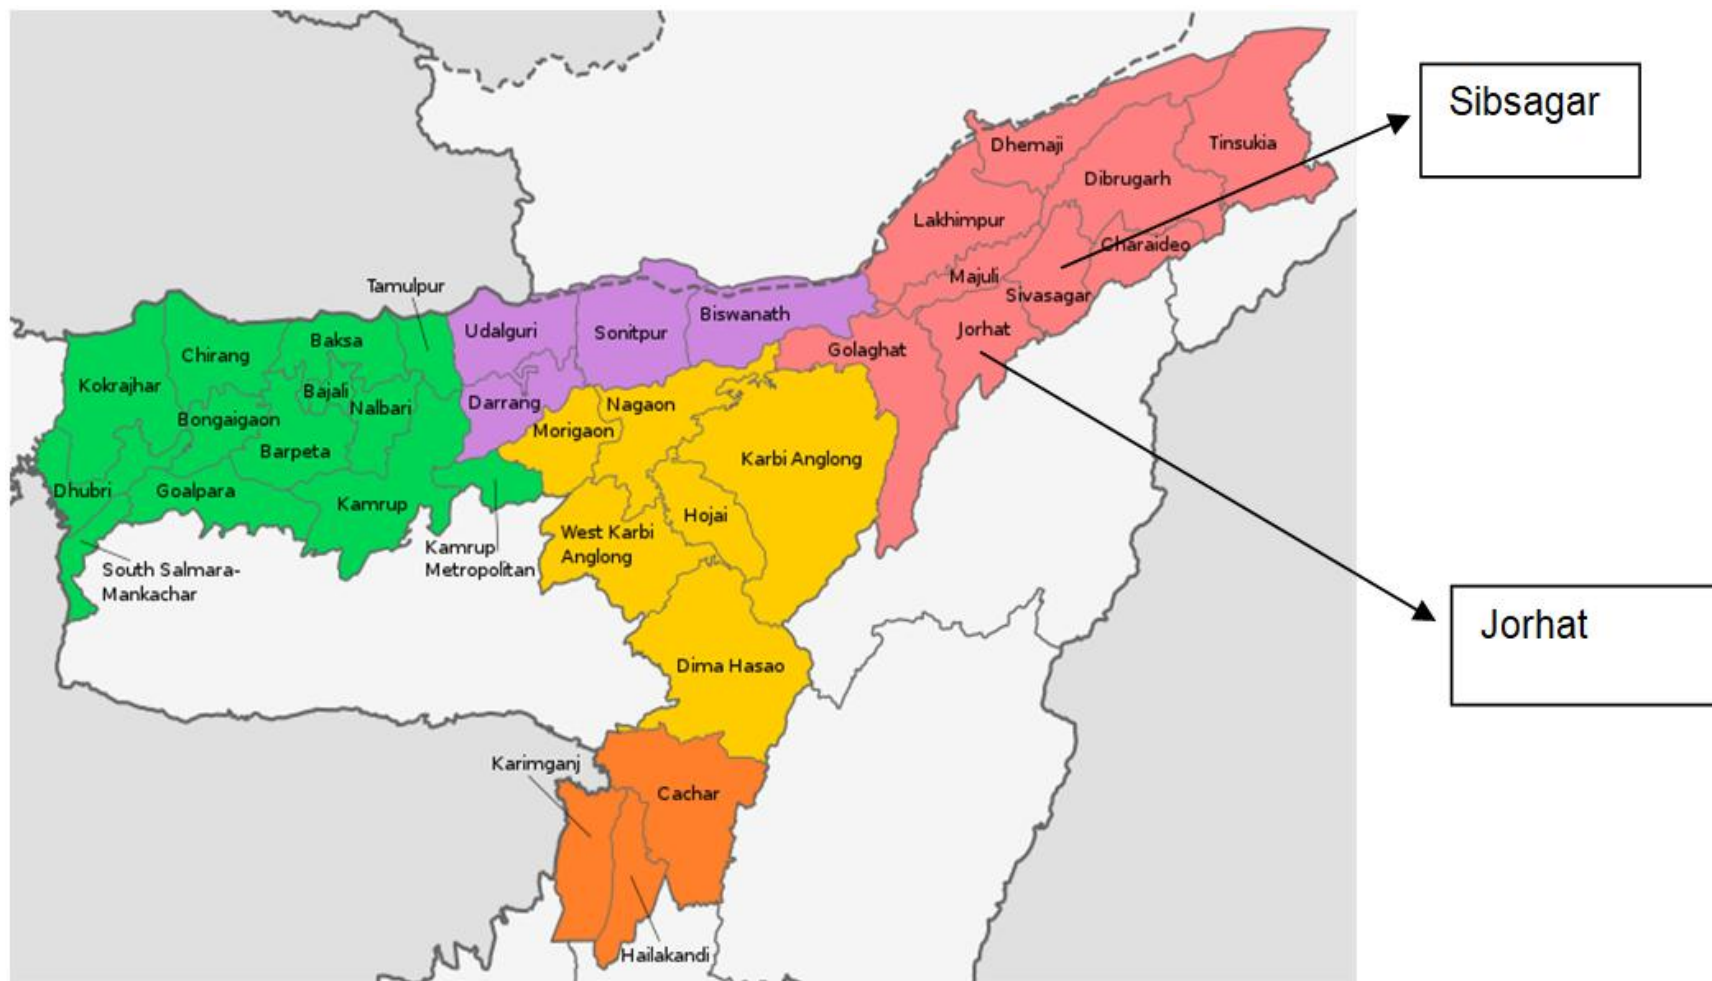 Sibsagar
Tinsukia
Dhemaji
Dibrugarh
Lakhimpur
Charaideo
Majuli
Sivasagar
Tamulpur
Udalguri
Sonitpur
Biswanath
Jorhat
Golaghat
Baksa
Chirang
Kokrajhar
Bajali
Nalbari
Darrang
Nagaon
Bongaigaon
Morigaon
Barpeta
Karbi Anglong
Dhubri
Goalpara
Kamrup
Hojai
West Karbi
Anglong
Kamrup
Metropolitan
South Salmara-
Mankachar
Jorhat
Dima Hasao
Karimganj
Cachar
Hailakandi